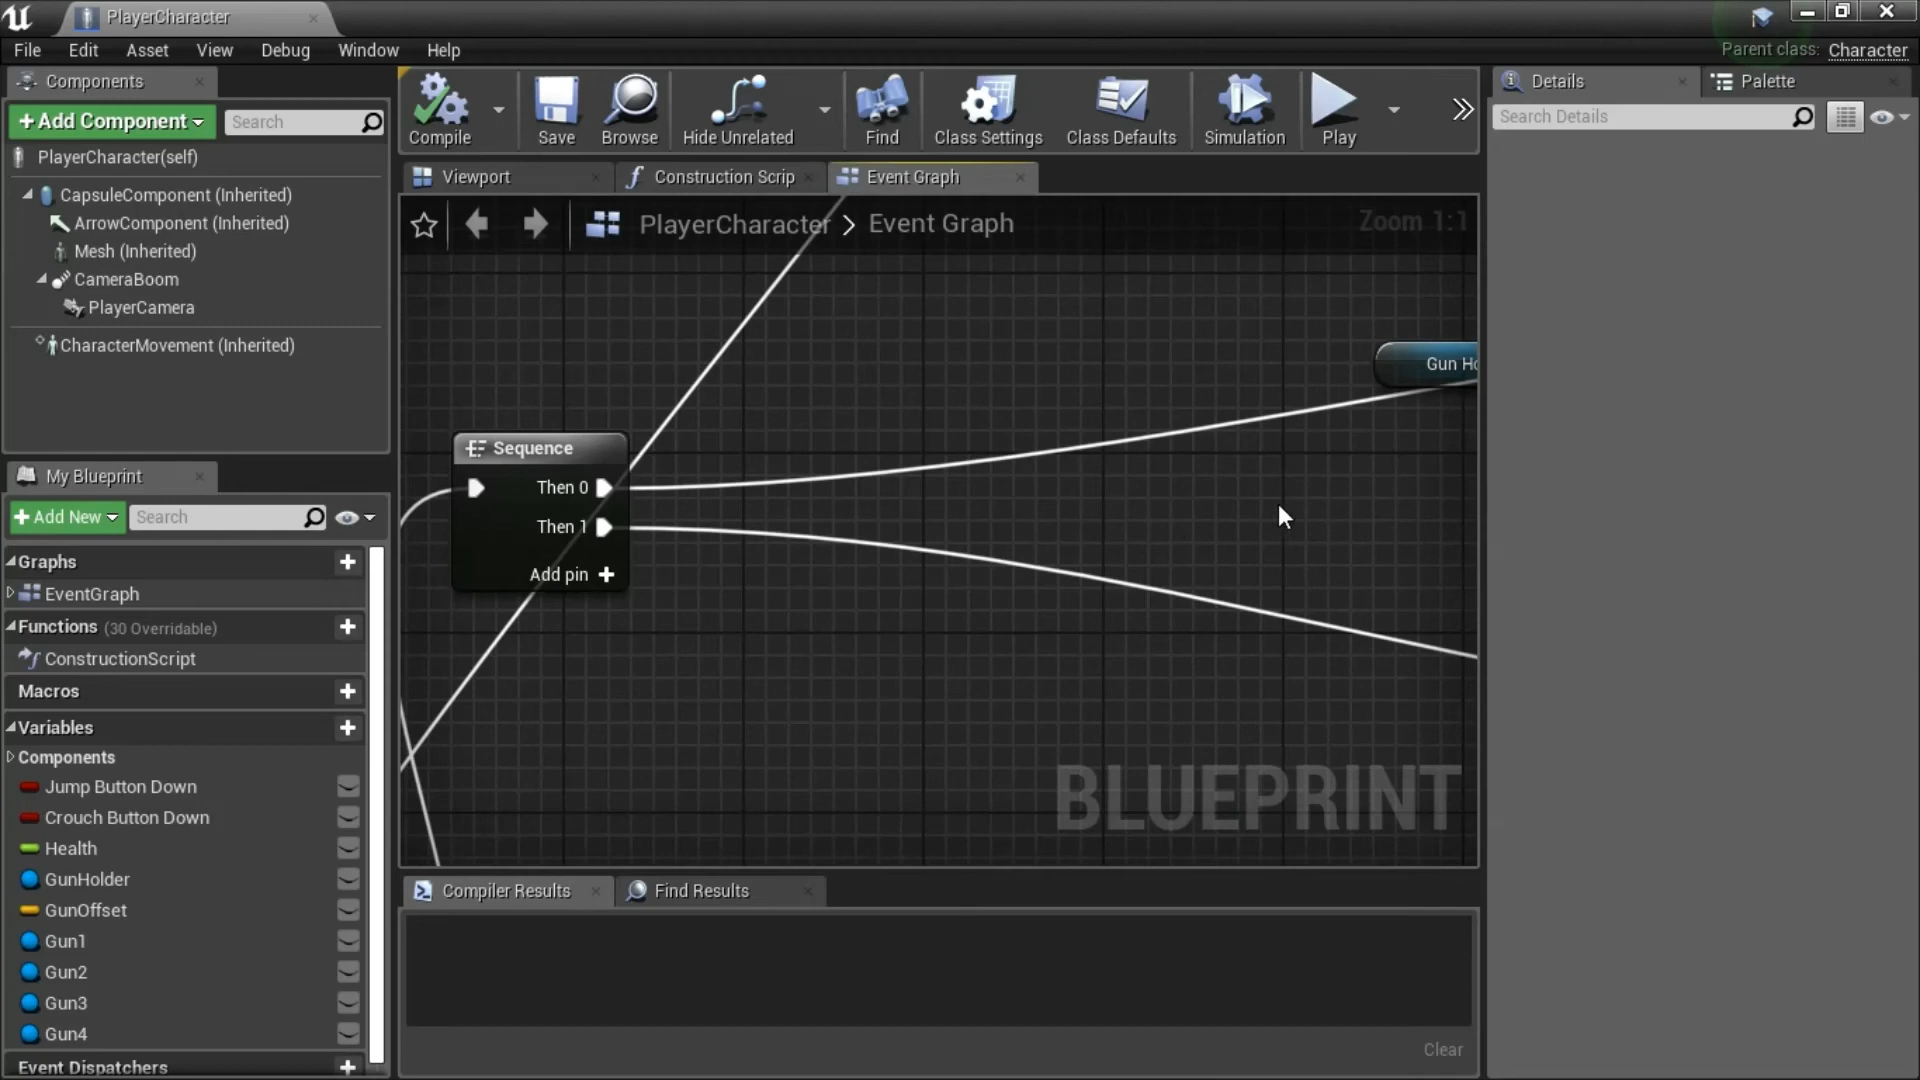 PlayerCharacter
File Edit Asset View Debug Window Help
Parent class: Character
Components
+ Add Component
Search
PlayerCharacter(self)
CapsuleComponent (Inherited)
ArrowComponent (Inherited)
Mesh (Inherited)
CameraBoom
PlayerCamera
CharacterMovement (Inherited)
My Blueprint
+ Add New
Search
Graphs
EventGraph
Functions (30 Overridable)
ConstructionScript
Macros
Variables
Components
Jump Button Down
Crouch Button Down
Health
GunHolder
GunOffset
Gun1
Gun2
Gun3
Gun4
Event Dispatchers
Compile Save Browse Hide Unrelated Find Class Settings Class Defaults Simulation Play
Viewport Construction Scrip Event Graph
PlayerCharacter > Event Graph
Zoom 1:1
Gun Ho
Sequence
Then 0
Then 1
Add pin +
BLUEPRINT
Compiler Results Find Results
Clear
Details Palette
Search Details